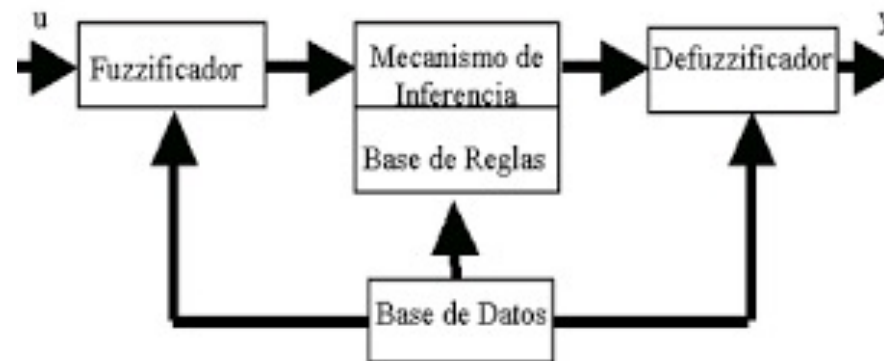 u
y
Fuzzificador
Mecanismo de
Inferencia
Defuzzificador
Base de Reglas
Base de Datos